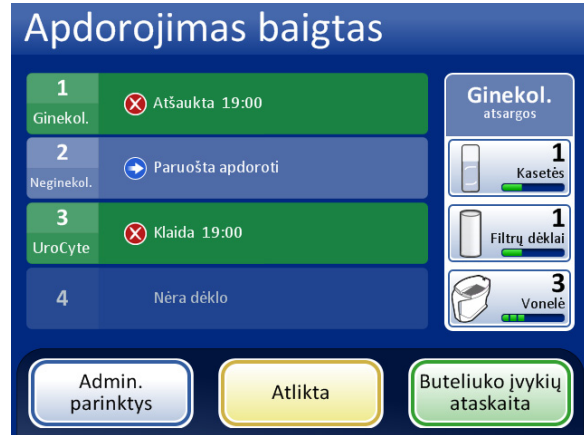 Apdorojimas baigtas
1
Ginekol.
Atšaukta 19:00
2
Neginekol.
Paruošta apdoroti
3
UroCyte
Klaida 19:00
4
Nėra dėklo
Ginekol.
atsargos
1
Kasetės
1
Filtrų dėklai
3
Vonelė
Admin.
parinktys
Atlikta
Buteliuko įvykių
ataskaita